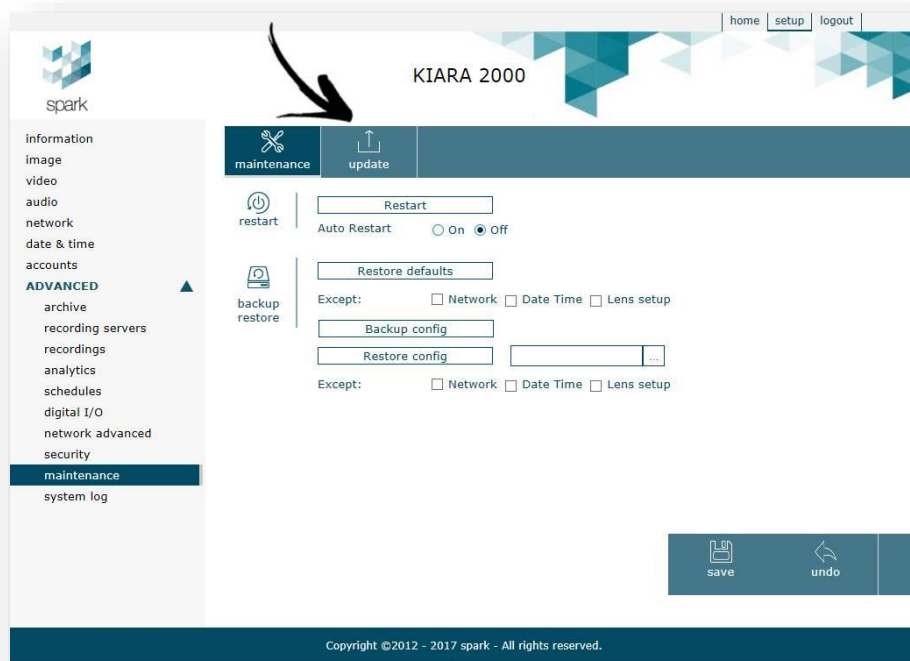 home setup logout
spark
KIARA 2000
information
image
video
audio
network
date & time
accounts
ADVANCED
archive
recording servers
recordings
analytics
schedules
digital I/O
network advanced
security
maintenance
system log
maintenance update
restart
Restart
Auto Restart On Off
backup
restore
Restore defaults
Except: Network Date Time Lens setup
Backup config
Restore config ...
Except: Network Date Time Lens setup
save undo
Copyright ©2012 - 2017 spark - All rights reserved.